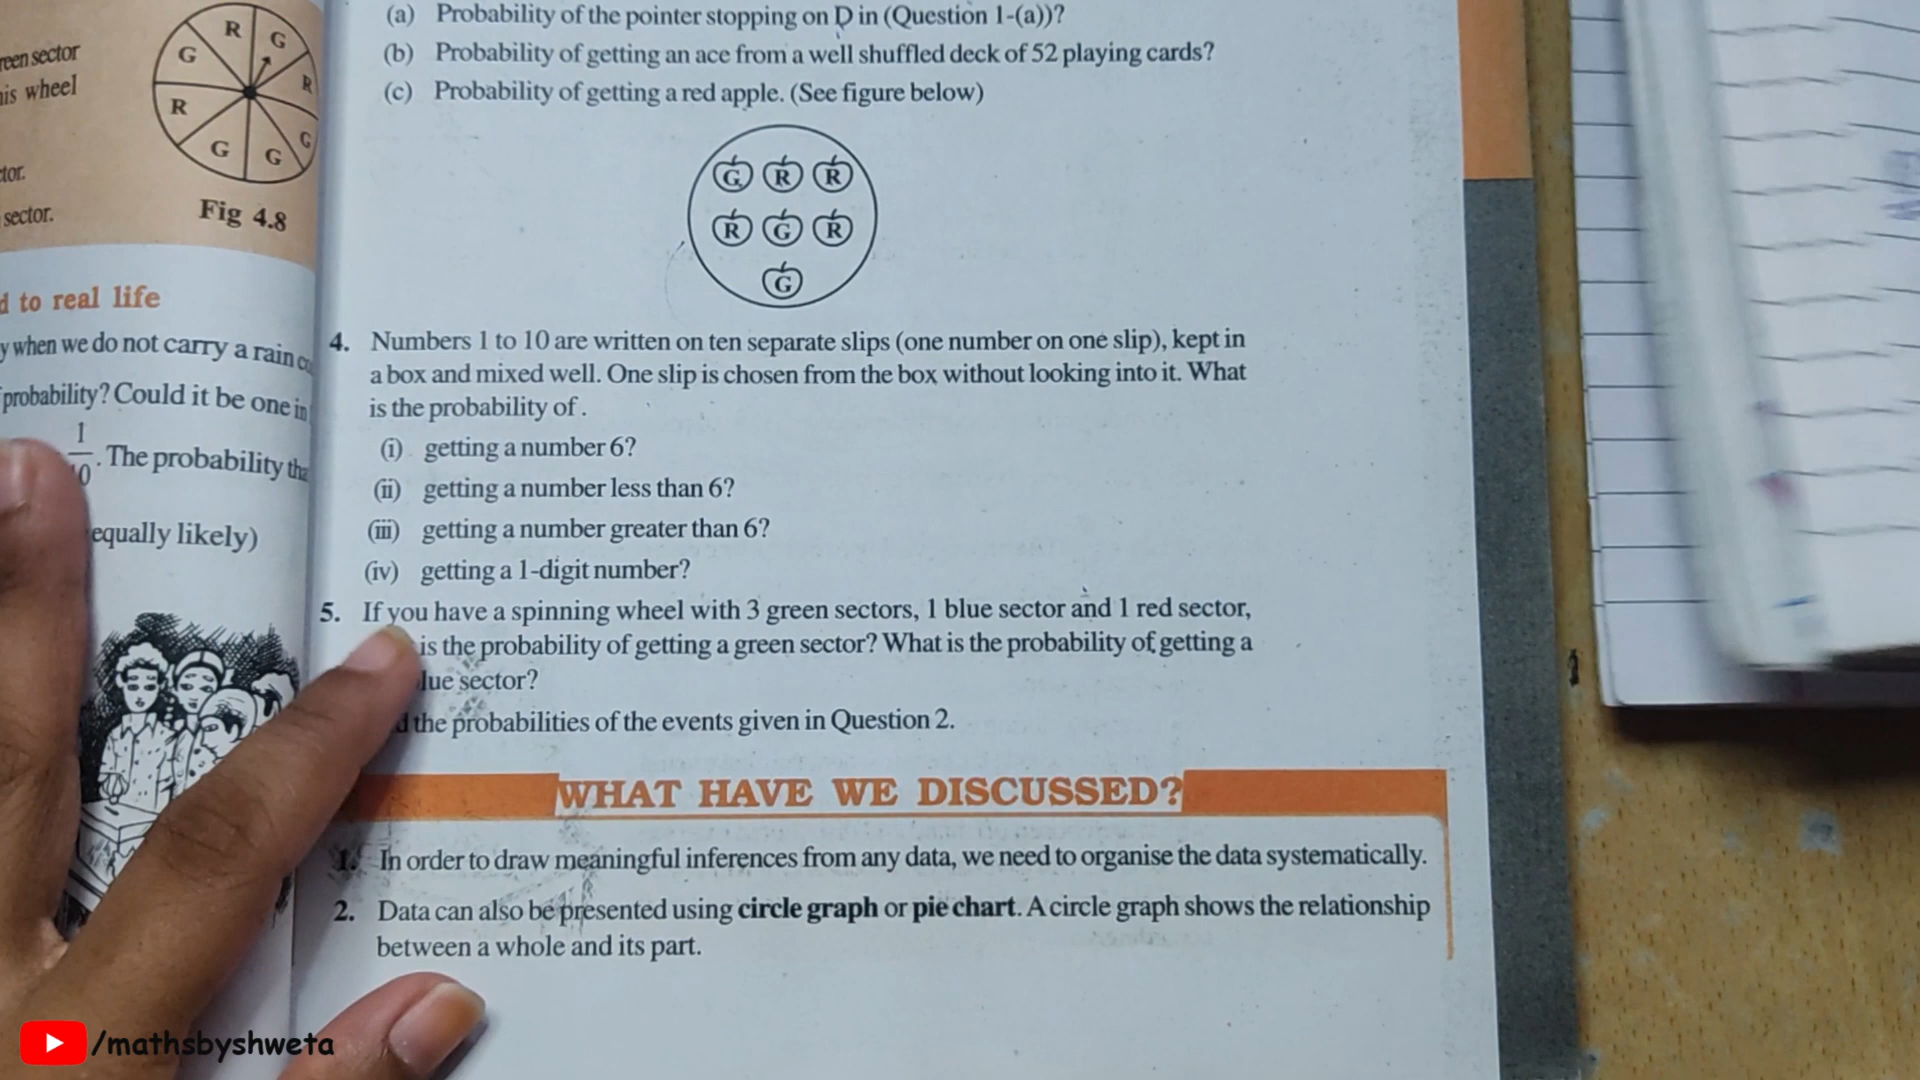 reen sector
is wheel
tor.
sector.
R
G
G
R
R
G
G
G
Fig 4.8
d to real life
y when we do not carry a rain
probability? Could it be one in
1
. The probability
equally likely)
(a) Probability of the pointer stopping on D in (Question 1-(a))?
(b) Probability of getting an ace from a well shuffled deck of 52 playing cards?
(c) Probability of getting a red apple. (See figure below)
G R R
R G R
G
4. Numbers 1 to 10 are written on ten separate slips (one number on one slip), kept in
a box and mixed well. One slip is chosen from the box without looking into it. What
is the probability of .
(i) getting a number 6?
(ii) getting a number less than 6?
(iii) getting a number greater than 6?
(iv) getting a 1-digit number?
5. If you have a spinning wheel with 3 green sectors, 1 blue sector and 1 red sector,
is the probability of getting a green sector? What is the probability of getting a
lue sector?
d the probabilities of the events given in Question 2.
WHAT HAVE WE DISCUSSED?
1. In order to draw meaningful inferences from any data, we need to organise the data systematically.
2. Data can also be presented using circle graph or pie chart. A circle graph shows the relationship
between a whole and its part.
/mathsbyshweta